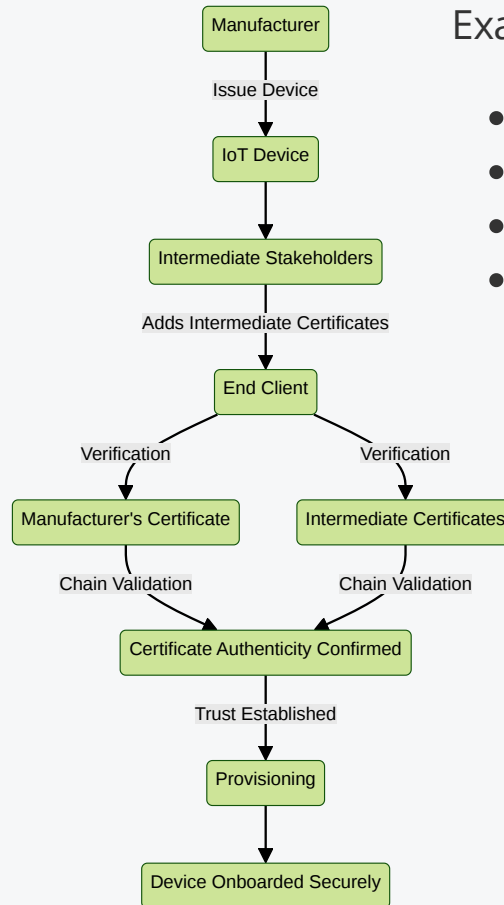 Manufacturer
Exa
Issue Device
IoT Device
Intermediate Stakeholders
Adds Intermediate Certificates
End Client
Verification
Verification
Manufacturer's Certificate
Intermediate Certificates
Chain Validation
Chain Validation
Certificate Authenticity Confirmed
Trust Established
Provisioning
Device Onboarded Securely